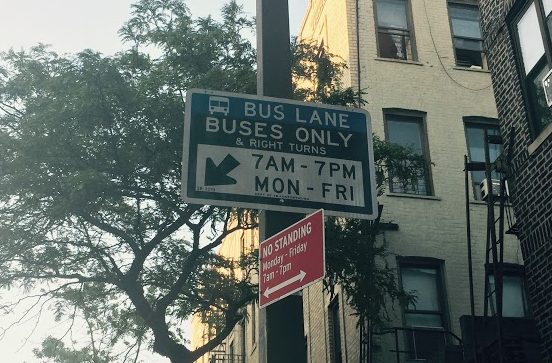 BUS LANE
BUSES ONLY
& RIGHT TURNS
7AM - 7PM
MON - FRI
NO STANDING
Monday - Friday
7am - 7pm